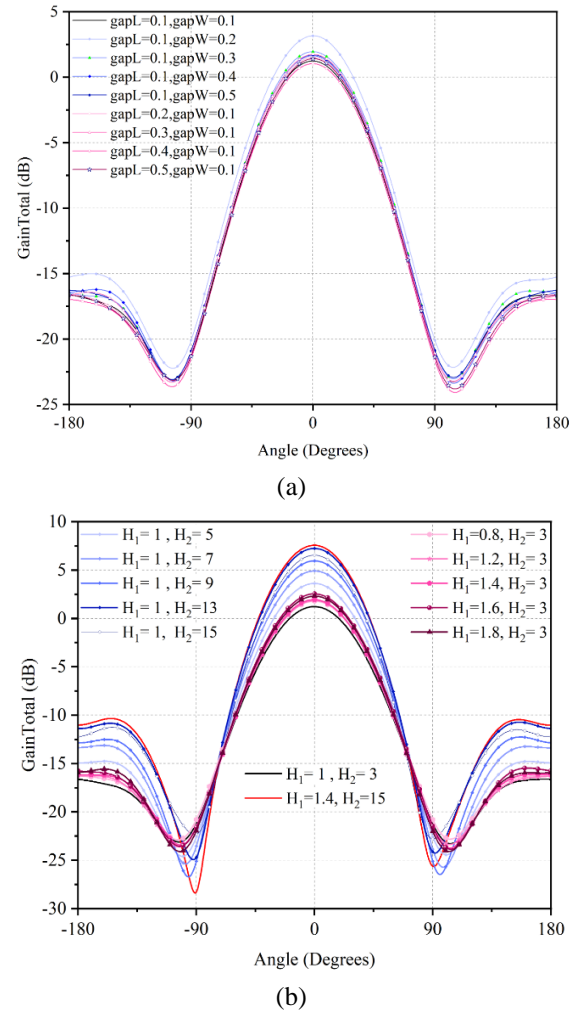 5
0
-5
-10
-15
-20
-25
GainTotal (dB)
gapL=0.1,gapW=0.1
gapL=0.1,gapW=0.2
gapL=0.1,gapW=0.3
gapL=0.1,gapW=0.4
gapL=0.1,gapW=0.5
gapL=0.2,gapW=0.1
gapL=0.3,gapW=0.1
gapL=0.4,gapW=0.1
gapL=0.5,gapW=0.1
-180 -90 0 90 180
Angle (Degrees)
(a)
10
5
0
-5
-10
-15
-20
-25
-30
GainTotal (dB)
H₁= 1 , H₂= 5
H₁= 1 , H₂= 7
H₁= 1 , H₂= 9
H₁= 1 , H₂= 13
H₁= 1, H₂= 15
H₁=0.8, H₂= 3
H₁=1.2, H₂= 3
H₁=1.4, H₂= 3
H₁=1.6, H₂= 3
H₁=1.8, H₂= 3
H₁= 1 , H₂= 3
H₁=1.4, H₂=15
-180 -90 0 90 180
Angle (Degrees)
(b)